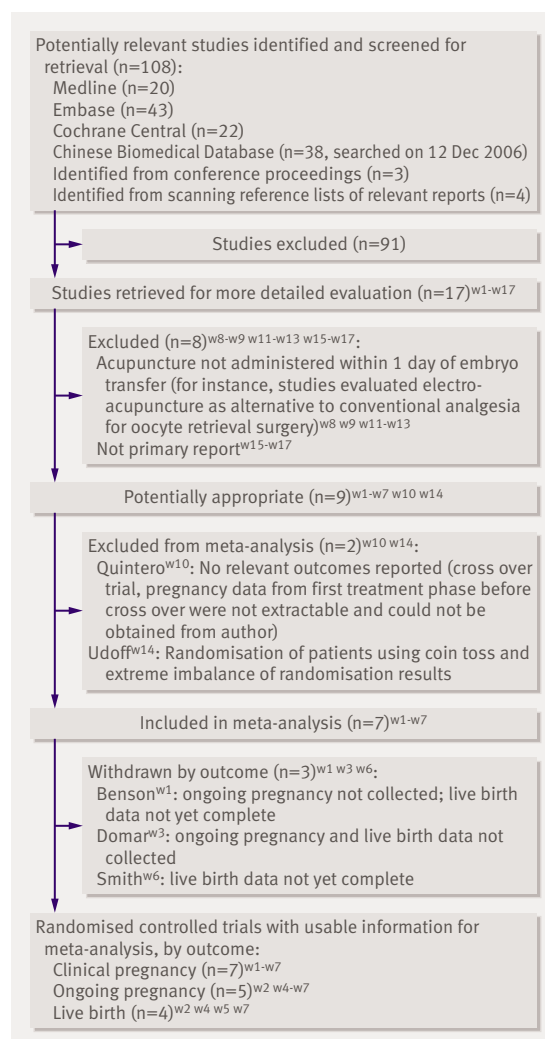 Potentially relevant studies identified and screened for
retrieval (n=108):
Medline (n=20)
Embase (n=43)
Cochrane Central (n=22)
Chinese Biomedical Database (n=38, searched on 12 Dec 2006)
Identified from conference proceedings (n=3)
Identified from scanning reference lists of relevant reports (n=4)
Studies excluded (n=91)
Studies retrieved for more detailed evaluation (n=17)w1-w17
Excluded (n=8)w8-w9 w11-w13 w15-w17:
Acupuncture not administered within 1 day of embryo
transfer (for instance, studies evaluated electro-
acupuncture as alternative to conventional analgesia
for oocyte retrieval surgery)w8 w9 w11-w13
Not primary reportw15-w17
Potentially appropriate (n=9)w1-w7 w10 w14
Excluded from meta-analysis (n=2)w10 w14:
Quinterow10: No relevant outcomes reported (cross over
trial, pregnancy data from first treatment phase before
cross over were not extractable and could not be
obtained from author)
Udoffw14: Randomisation of patients using coin toss and
extreme imbalance of randomisation results
Included in meta-analysis (n=7)w1-w7
Withdrawn by outcome (n=3)w1 w3 w6:
Bensonw1: ongoing pregnancy not collected; live birth
data not yet complete
Domarw3: ongoing pregnancy and live birth data not
collected
Smithw6: live birth data not yet complete
Randomised controlled trials with usable information for
meta-analysis, by outcome:
Clinical pregnancy (n=7)w1-w7
Ongoing pregnancy (n=5)w2 w4-w7
Live birth (n=4)w2 w4 w5 w7